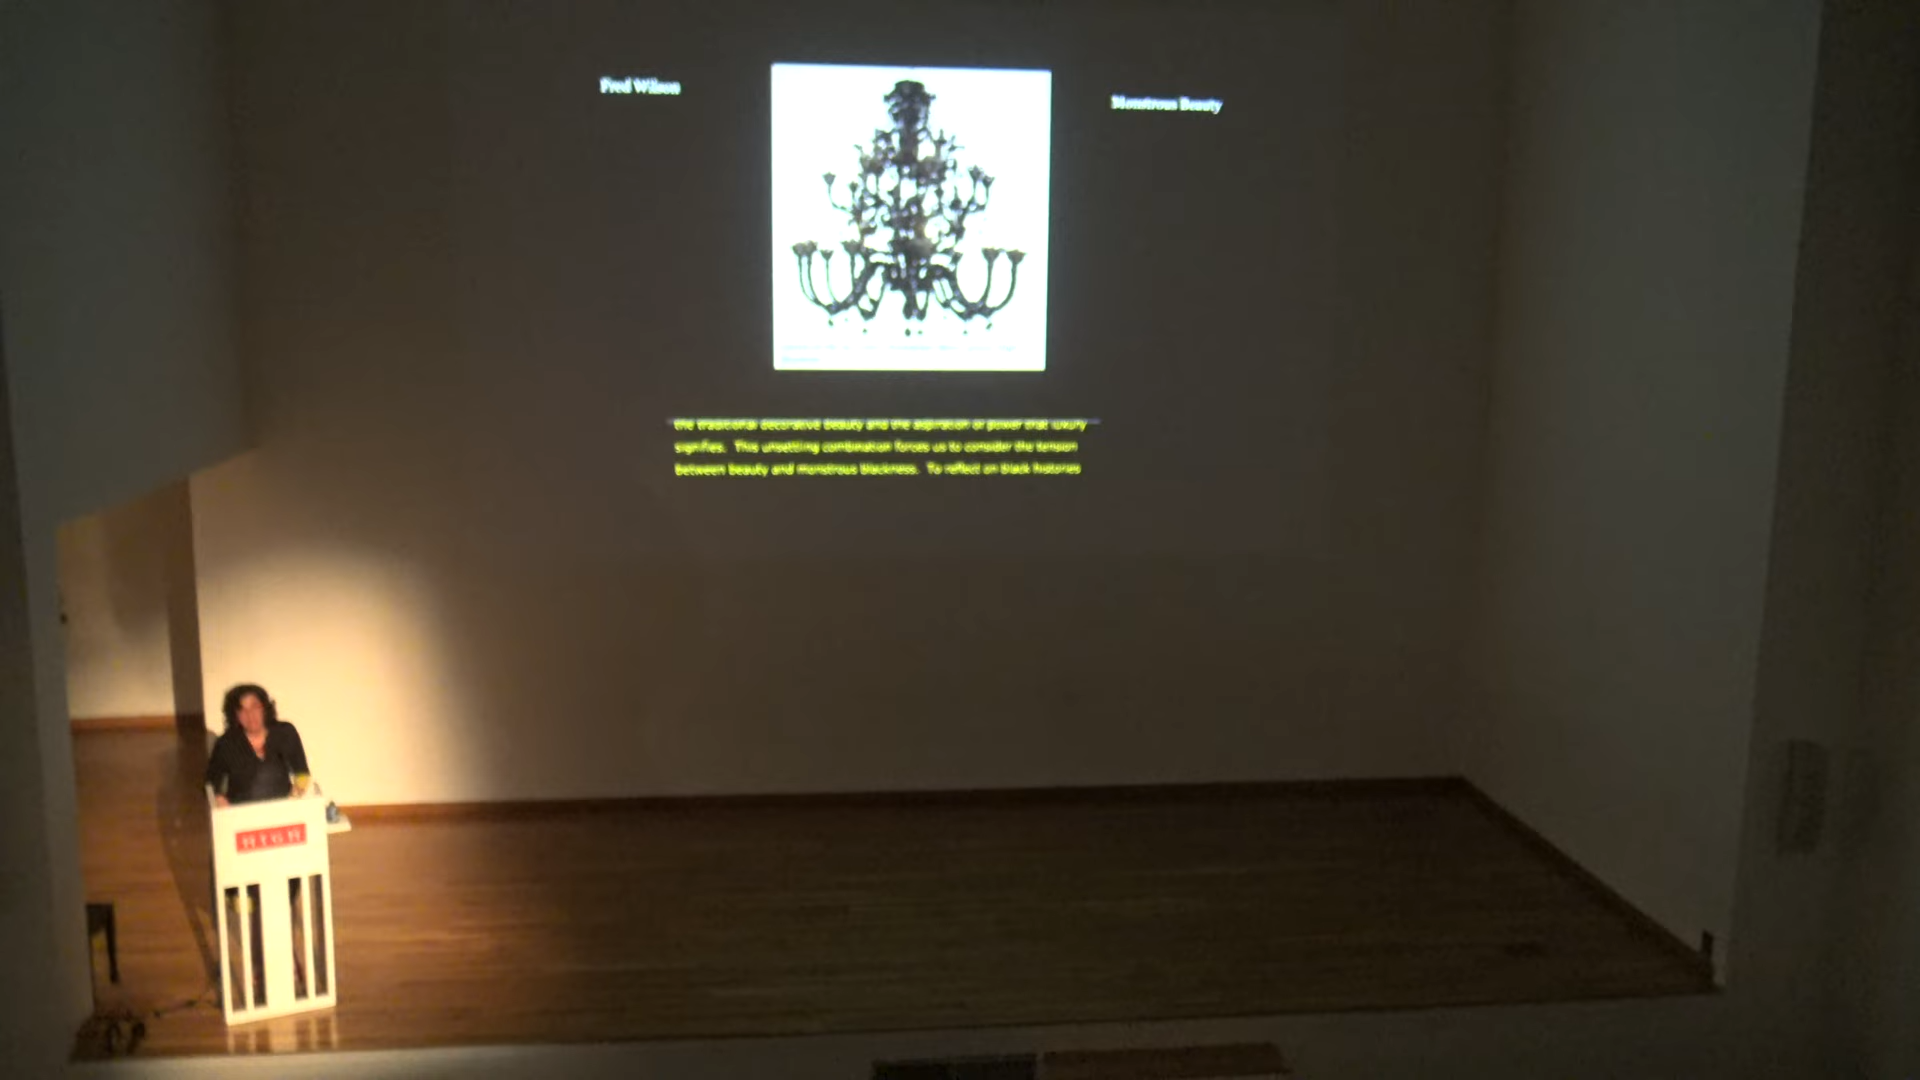 Fred Wilson
Monstrous Beauty
the traditional decorative beauty and the aspiration of power that luxury
signifies. This unsettling combination forces us to consider the tension
between beauty and monstrous blackness. To reflect on black histories
HIGH